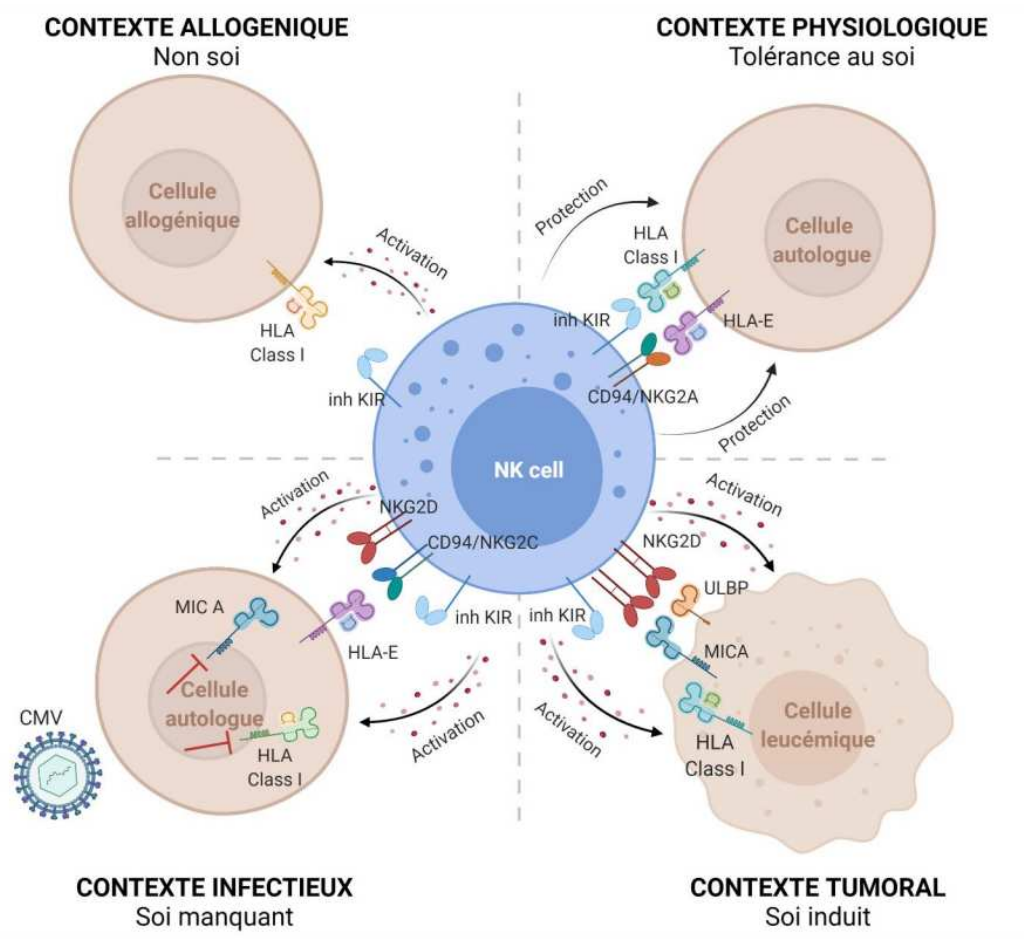 CONTEXTE ALLOGENIQUE
Non soi
CONTEXTE PHYSIOLOGIQUE
Tolérance au soi
Cellule
allogénique
Activation
HLA
Class I
inh KIR
Protection
HLA
Class I
Cellule
autologue
inh KIR
HLA-E
CD94/NKG2A
Protection
NK cell
Activation
NKG2D
CD94/NKG2C
MIC A
HLA-E
inh KIR
Cellule
autologue
CMV
HLA
Class I
Activation
Activation
NKG2D
ULBP
inh KIR
MICA
Activation
HLA
Class I
Cellule
leucémique
CONTEXTE INFECTIEUX
Soi manquant
CONTEXTE TUMORAL
Soi induit